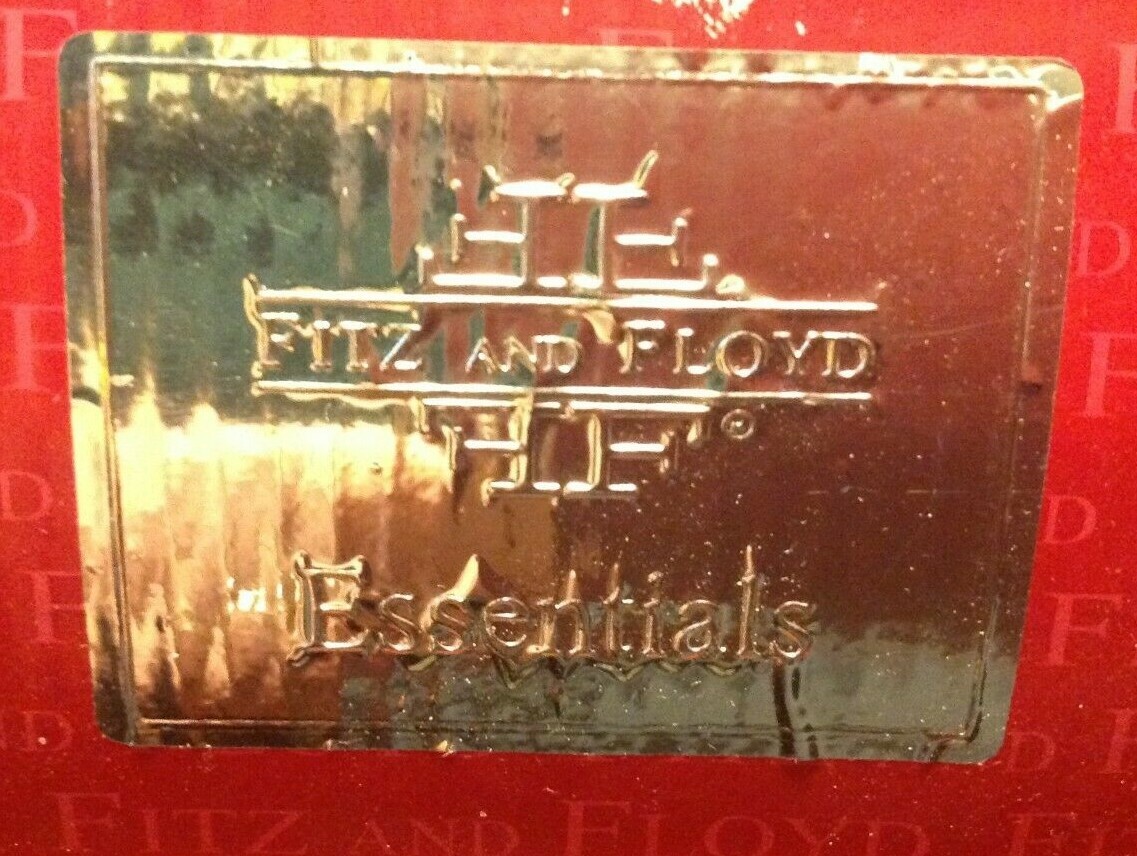 FF
FITZ AND FLOYD
®
FF
Essentials
FITZ AND FLOYD